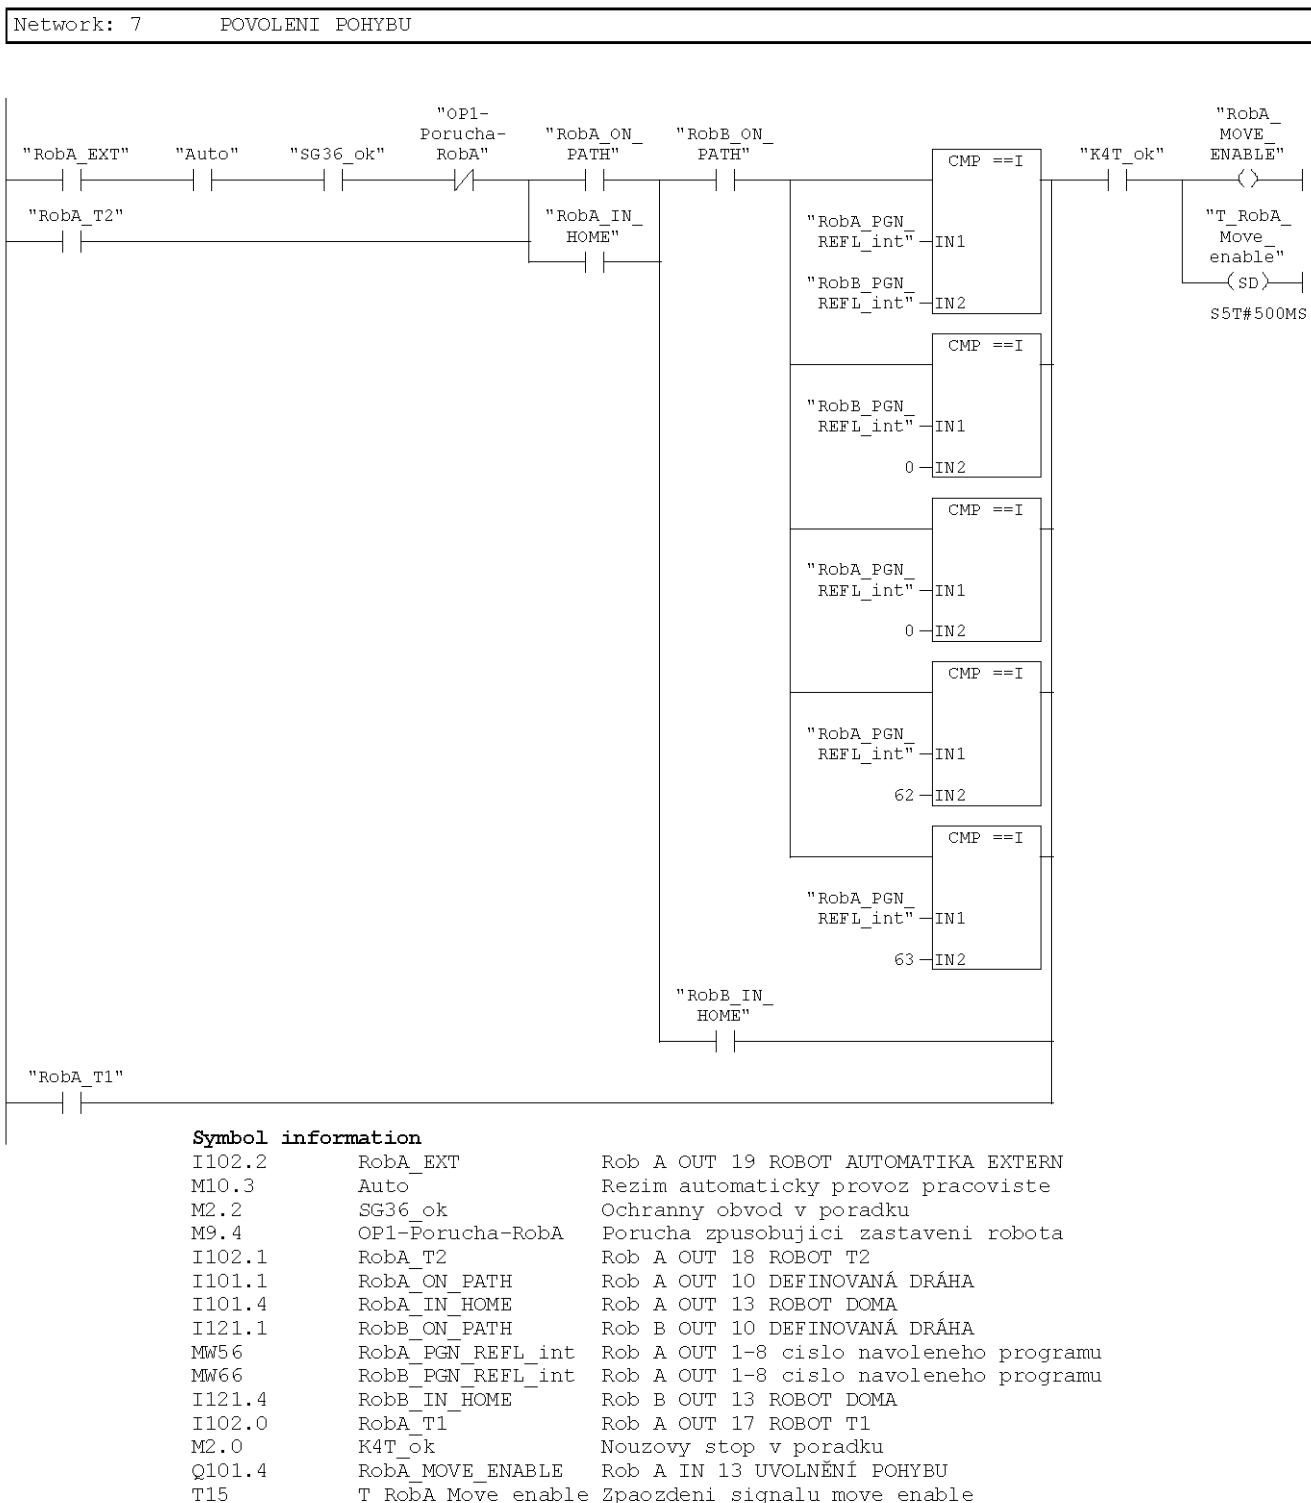 Network: 7 POVOLENI POHYBU
"RobA_EXT"
"Auto"
"SG36_ok"
"OP1-
Porucha-
RobA"
"RobA_ON_
PATH"
"RobB_ON_
PATH"
CMP ==I
"K4T_ok"
"RobA_
MOVE_
ENABLE"
"RobA_T2"
"RobA_IN_
HOME"
"RobA_PGN_
REFL_int" IN1
"RobB_PGN_
REFL_int" IN2
"T_RobA_
Move_
enable"
SD
S5T#500MS
CMP ==I
"RobB_PGN_
REFL_int" IN1
0 IN2
CMP ==I
"RobA_PGN_
REFL_int" IN1
0 IN2
CMP ==I
"RobA_PGN_
REFL_int" IN1
62 IN2
CMP ==I
"RobA_PGN_
REFL_int" IN1
63 IN2
"RobB_IN_
HOME"
"RobA_T1"
Symbol information
I102.2 RobA_EXT Rob A OUT 19 ROBOT AUTOMATIKA EXTERN
M10.3 Auto Rezim automaticky provoz pracoviste
M2.2 SG36_ok Ochranny obvod v poradku
M9.4 OP1-Porucha-RobA Porucha zpusobujici zastaveni robota
I102.1 RobA_T2 Rob A OUT 18 ROBOT T2
I101.1 RobA_ON_PATH Rob A OUT 10 DEFINOVANÁ DRÁHA
I101.4 RobA_IN_HOME Rob A OUT 13 ROBOT DOMA
I121.1 RobB_ON_PATH Rob B OUT 10 DEFINOVANÁ DRÁHA
MW56 RobA_PGN_REFL_int Rob A OUT 1-8 cislo navoleneho programu
MW66 RobB_PGN_REFL_int Rob A OUT 1-8 cislo navoleneho programu
I121.4 RobB_IN_HOME Rob B OUT 13 ROBOT DOMA
I102.0 RobA_T1 Rob A OUT 17 ROBOT T1
M2.0 K4T_ok Nouzovy stop v poradku
Q101.4 RobA_MOVE_ENABLE Rob A IN 13 UVOLNĚNÍ POHYBU
T15 T_RobA_Move_enable Zpaozdeni signalu move enable